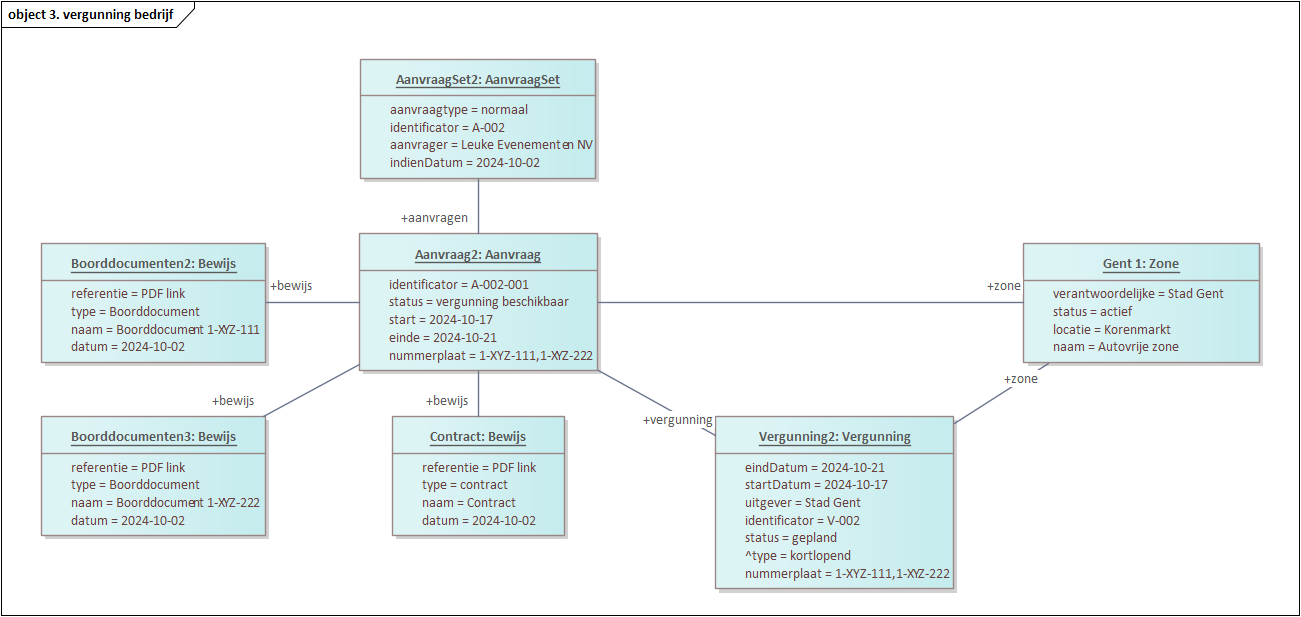 object 3. vergunning bedrijf
AanvraagSet2: AanvraagSet
aanvraagtype = normaal
identificator = A-002
aanvrager = Leuke Evenementen NV
indienDatum = 2024-10-02
+aanvragen
Boorddocumenten2: Bewijs
referentie = PDF link
type = Boorddocument
naam = Boorddocument 1-XYZ-111
datum = 2024-10-02
+bewijs
Aanvraag2: Aanvraag
identificator = A-002-001
status = vergunning beschikbaar
start = 2024-10-17
einde = 2024-10-21
nummerplaat = 1-XYZ-111,1-XYZ-222
+zone
Gent 1: Zone
verantwoordelijke = Stad Gent
status = actief
locatie = Korenmarkt
naam = Autovrije zone
+zone
+bewijs
+bewijs
+vergunning
Boorddocumenten3: Bewijs
referentie = PDF link
type = Boorddocument
naam = Boorddocument 1-XYZ-222
datum = 2024-10-02
Contract: Bewijs
referentie = PDF link
type = contract
naam = Contract
datum = 2024-10-02
Vergunning2: Vergunning
eindDatum = 2024-10-21
startDatum = 2024-10-17
uitgever = Stad Gent
identificator = V-002
status = gepland
^type = kortlopend
nummerplaat = 1-XYZ-111,1-XYZ-222